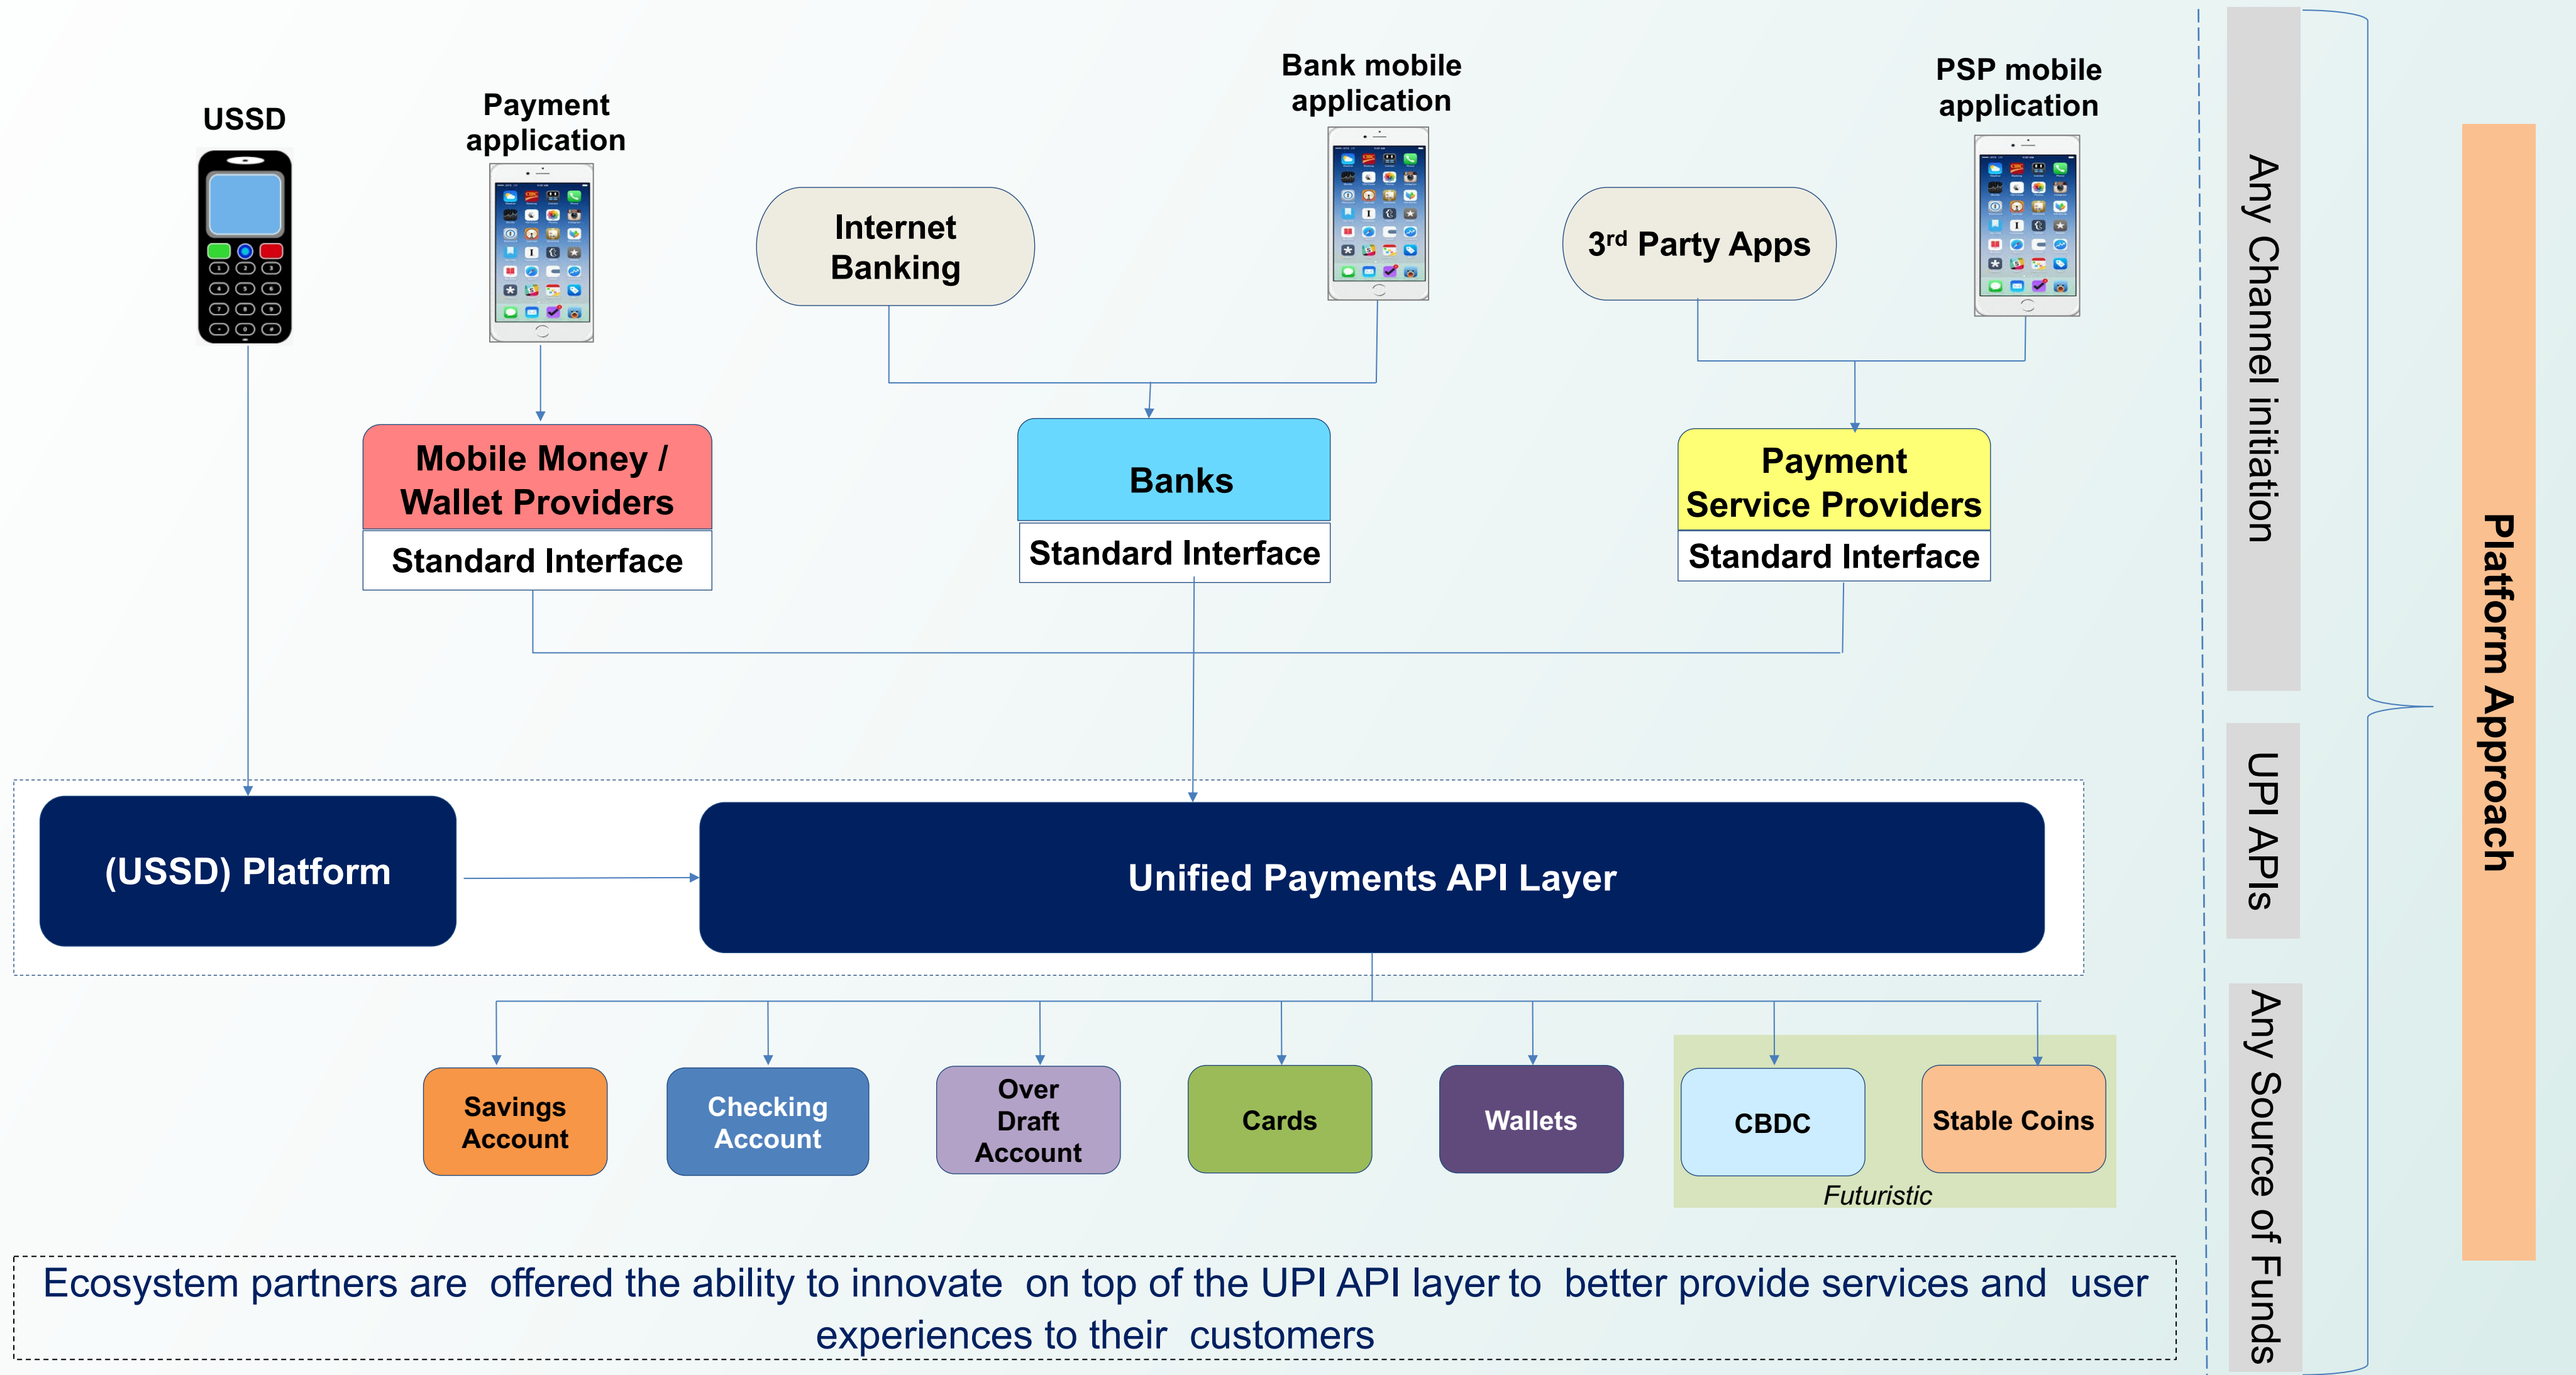 USSD
Payment
application
Bank mobile
application
PSP mobile
application
Internet
Banking
3rd Party Apps
Mobile Money /
Wallet Providers
Standard Interface
Banks
Standard Interface
Payment
Service Providers
Standard Interface
(USSD) Platform
Unified Payments API Layer
Savings
Account
Checking
Account
Over
Draft
Account
Cards
Wallets
CBDC
Stable Coins
Futuristic
Ecosystem partners are offered the ability to innovate on top of the UPI API layer to better provide services and user
experiences to their customers
Any Channel initiation
UPI APIs
Any Source of Funds
Platform Approach